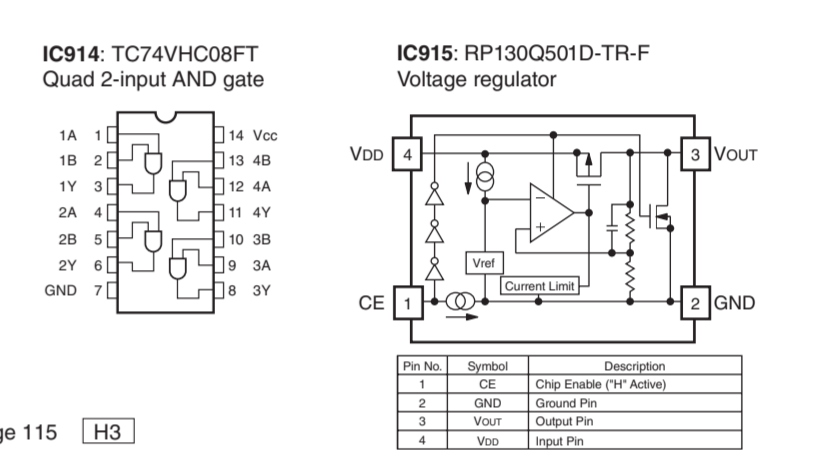 IC914: TC74VHC08FT
Quad 2-input AND gate
1A 1
1B 2
1Y 3
2A 4
2B 5
2Y 6
GND 7
14 Vcc
13 4B
12 4A
11 4Y
10 3B
9 3A
8 3Y
IC915: RP130Q501D-TR-F
Voltage regulator
VDD 4
3 VOUT
−
+
Vref
Current Limit
CE 1
2 GND
Pin No. Symbol Description
1 CE Chip Enable ("H" Active)
2 GND Ground Pin
3 VOUT Output Pin
4 VDD Input Pin
ge 115 H3